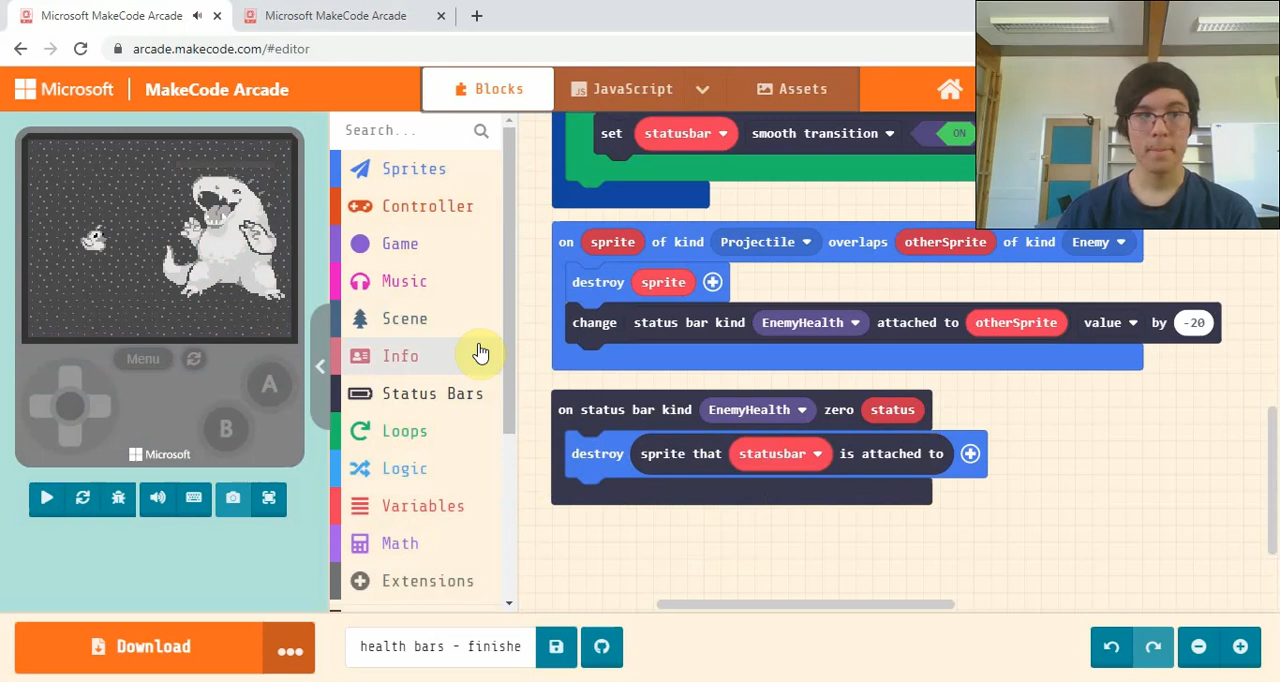 Microsoft MakeCode Arcade
Microsoft MakeCode Arcade
arcade.makecode.com/#editor
Microsoft
MakeCode Arcade
Blocks
JavaScript
Assets
Menu
A
B
Microsoft
Search...
Sprites
Controller
Game
Music
Scene
Info
Status Bars
Loops
Logic
Variables
Math
Extensions
set statusbar smooth transition ON
on sprite of kind Projectile overlaps otherSprite of kind Enemy
destroy sprite
change status bar kind EnemyHealth attached to otherSprite value by -20
on status bar kind EnemyHealth zero status
destroy sprite that statusbar is attached to
Download
health bars - finishe